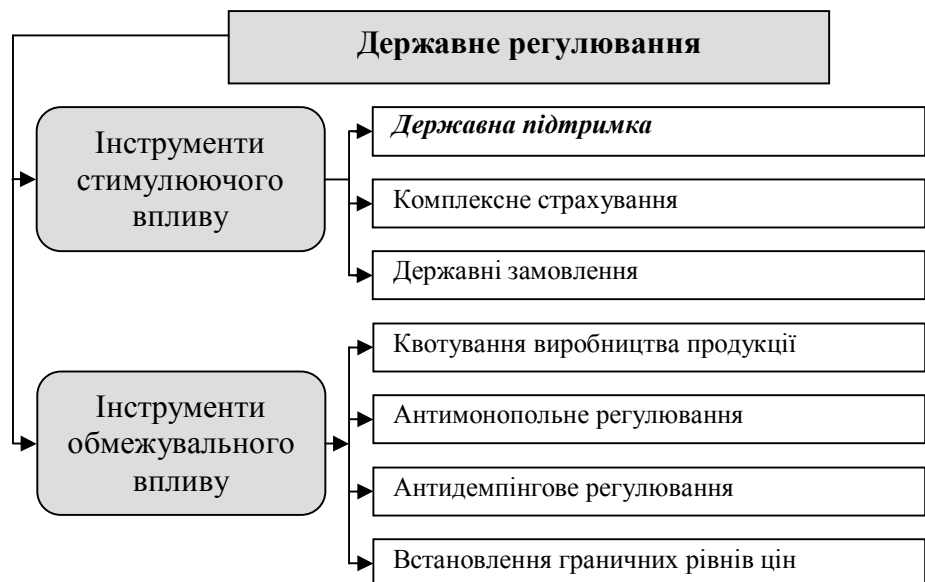 Державне регулювання
Інструменти
стимулюючого
впливу
Державна підтримка
Комплексне страхування
Державні замовлення
Інструменти
обмежувального
впливу
Квотування виробництва продукції
Антимонопольне регулювання
Антидемпінгове регулювання
Встановлення граничних рівнів цін